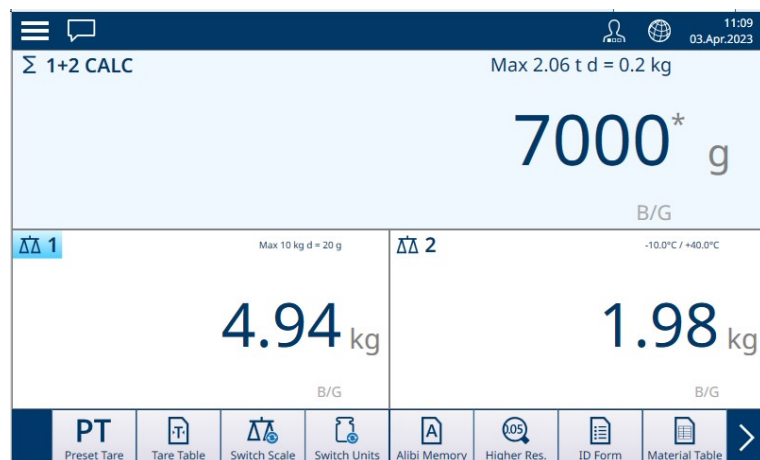 11:09
03.Apr.2023
Σ 1+2 CALC
Max 2.06 t d = 0.2 kg
7000* g
B/G
1
Max 10 kg d = 20 g
4.94 kg
B/G
2
-10.0°C / +40.0°C
1.98 kg
B/G
PT
Preset Tare
T
Tare Table
Switch Scale
Switch Units
A
Alibi Memory
0.05
Higher Res.
ID Form
Material Table